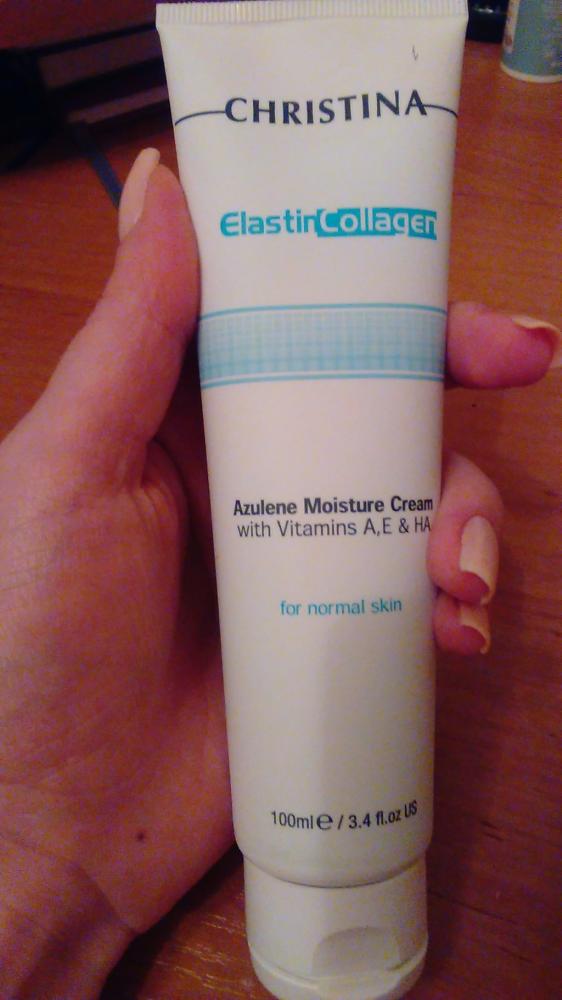 CHRISTINA
ElastinCollagen
Azulene Moisture Cream
with Vitamins A,E & HA
for normal skin
100ml℮ / 3.4 fl.oz US